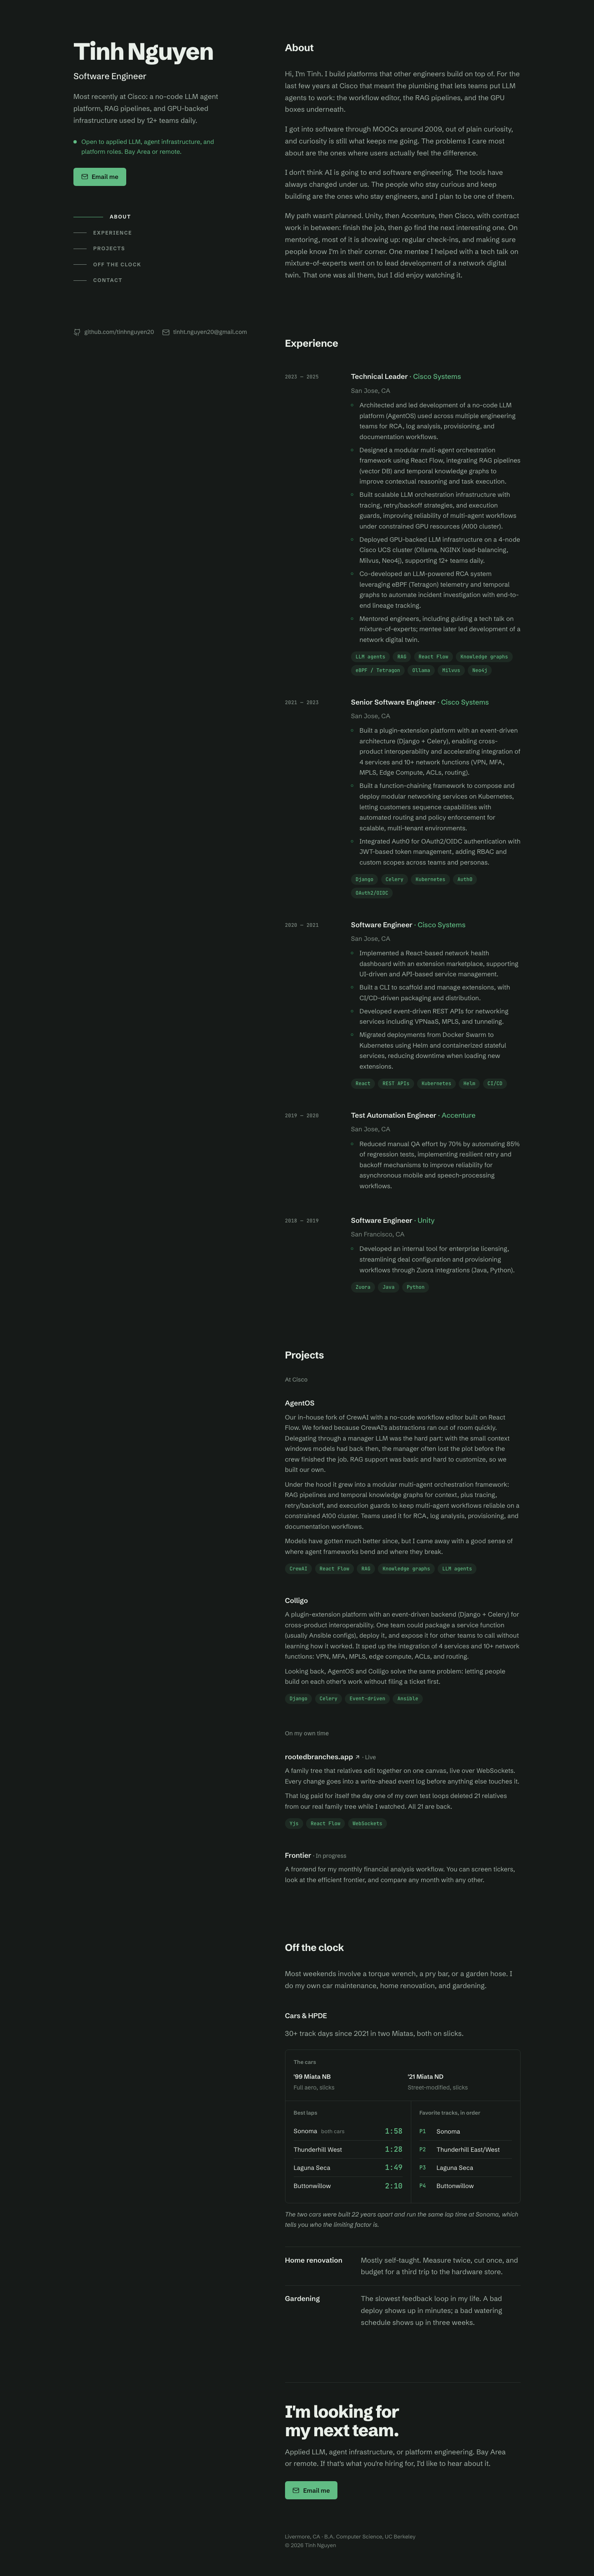 Tinh Nguyen
Software Engineer
Most recently at Cisco: a no-code LLM agent
platform, RAG pipelines, and GPU-backed
infrastructure used by 12+ teams daily.
Open to applied LLM, agent infrastructure, and
platform roles. Bay Area or remote.
Email me
ABOUT
EXPERIENCE
PROJECTS
OFF THE CLOCK
CONTACT
github.com/tinhnguyen20
tinht.nguyen20@gmail.com
About
Hi, I'm Tinh. I build platforms that other engineers build on top of. For the
last few years at Cisco that meant the plumbing that lets teams put LLM
agents to work: the workflow editor, the RAG pipelines, and the GPU
boxes underneath.
I got into software through MOOCs around 2009, out of plain curiosity,
and curiosity is still what keeps me going. The problems I care most
about are the ones where users actually feel the difference.
I don't think AI is going to end software engineering. The tools have
always changed under us. The people who stay curious and keep
building are the ones who stay engineers, and I plan to be one of them.
My path wasn't planned. Unity, then Accenture, then Cisco, with contract
work in between: finish the job, then go find the next interesting one. On
mentoring, most of it is showing up: regular check-ins, and making sure
people know I'm in their corner. One mentee I helped with a tech talk on
mixture-of-experts went on to lead development of a network digital
twin. That one was all them, but I did enjoy watching it.
Experience
2023 — 2025
Technical Leader · Cisco Systems
San Jose, CA
Architected and led development of a no-code LLM
platform (AgentOS) used across multiple engineering
teams for RCA, log analysis, provisioning, and
documentation workflows.
Designed a modular multi-agent orchestration
framework using React Flow, integrating RAG pipelines
(vector DB) and temporal knowledge graphs to
improve contextual reasoning and task execution.
Built scalable LLM orchestration infrastructure with
tracing, retry/backoff strategies, and execution
guards, improving reliability of multi-agent workflows
under constrained GPU resources (A100 cluster).
Deployed GPU-backed LLM infrastructure on a 4-node
Cisco UCS cluster (Ollama, NGINX load-balancing,
Milvus, Neo4j), supporting 12+ teams daily.
Co-developed an LLM-powered RCA system
leveraging eBPF (Tetragon) telemetry and temporal
graphs to automate incident investigation with end-to-
end lineage tracking.
Mentored engineers, including guiding a tech talk on
mixture-of-experts; mentee later led development of a
network digital twin.
LLM agents RAG React Flow Knowledge graphs
eBPF / Tetragon Ollama Milvus Neo4j
2021 — 2023
Senior Software Engineer · Cisco Systems
San Jose, CA
Built a plugin-extension platform with an event-driven
architecture (Django + Celery), enabling cross-
product interoperability and accelerating integration of
4 services and 10+ network functions (VPN, MFA,
MPLS, Edge Compute, ACLs, routing).
Built a function-chaining framework to compose and
deploy modular networking services on Kubernetes,
letting customers sequence capabilities with
automated routing and policy enforcement for
scalable, multi-tenant environments.
Integrated Auth0 for OAuth2/OIDC authentication with
JWT-based token management, adding RBAC and
custom scopes across teams and personas.
Django Celery Kubernetes Auth0
OAuth2/OIDC
2020 — 2021
Software Engineer · Cisco Systems
San Jose, CA
Implemented a React-based network health
dashboard with an extension marketplace, supporting
UI-driven and API-based service management.
Built a CLI to scaffold and manage extensions, with
CI/CD-driven packaging and distribution.
Developed event-driven REST APIs for networking
services including VPNaaS, MPLS, and tunneling.
Migrated deployments from Docker Swarm to
Kubernetes using Helm and containerized stateful
services, reducing downtime when loading new
extensions.
React REST APIs Kubernetes Helm CI/CD
2019 — 2020
Test Automation Engineer · Accenture
San Jose, CA
Reduced manual QA effort by 70% by automating 85%
of regression tests, implementing resilient retry and
backoff mechanisms to improve reliability for
asynchronous mobile and speech-processing
workflows.
2018 — 2019
Software Engineer · Unity
San Francisco, CA
Developed an internal tool for enterprise licensing,
streamlining deal configuration and provisioning
workflows through Zuora integrations (Java, Python).
Zuora Java Python
Projects
At Cisco
AgentOS
Our in-house fork of CrewAI with a no-code workflow editor built on React
Flow. We forked because CrewAI's abstractions ran out of room quickly.
Delegating through a manager LLM was the hard part: with the small context
windows models had back then, the manager often lost the plot before the
crew finished the job. RAG support was basic and hard to customize, so we
built our own.
Under the hood it grew into a modular multi-agent orchestration framework:
RAG pipelines and temporal knowledge graphs for context, plus tracing,
retry/backoff, and execution guards to keep multi-agent workflows reliable on a
constrained A100 cluster. Teams used it for RCA, log analysis, provisioning, and
documentation workflows.
Models have gotten much better since, but I came away with a good sense of
where agent frameworks bend and where they break.
CrewAI React Flow RAG Knowledge graphs LLM agents
Colligo
A plugin-extension platform with an event-driven backend (Django + Celery) for
cross-product interoperability. One team could package a service function
(usually Ansible configs), deploy it, and expose it for other teams to call without
learning how it worked. It sped up the integration of 4 services and 10+ network
functions: VPN, MFA, MPLS, edge compute, ACLs, and routing.
Looking back, AgentOS and Colligo solve the same problem: letting people
build on each other's work without filing a ticket first.
Django Celery Event-driven Ansible
On my own time
rootedbranches.app ↗ · Live
A family tree that relatives edit together on one canvas, live over WebSockets.
Every change goes into a write-ahead event log before anything else touches it.
That log paid for itself the day one of my own test loops deleted 21 relatives
from our real family tree while I watched. All 21 are back.
Yjs React Flow WebSockets
Frontier · In progress
A frontend for my monthly financial analysis workflow. You can screen tickers,
look at the efficient frontier, and compare any month with any other.
Off the clock
Most weekends involve a torque wrench, a pry bar, or a garden hose. I
do my own car maintenance, home renovation, and gardening.
Cars & HPDE
30+ track days since 2021 in two Miatas, both on slicks.
The cars
'99 Miata NB
Full aero, slicks
'21 Miata ND
Street-modified, slicks
Best laps
Sonoma both cars 1:58
Thunderhill West 1:28
Laguna Seca 1:49
Buttonwillow 2:10
Favorite tracks, in order
P1 Sonoma
P2 Thunderhill East/West
P3 Laguna Seca
P4 Buttonwillow
The two cars were built 22 years apart and run the same lap time at Sonoma, which
tells you who the limiting factor is.
Home renovation
Mostly self-taught. Measure twice, cut once, and
budget for a third trip to the hardware store.
Gardening
The slowest feedback loop in my life. A bad
deploy shows up in minutes; a bad watering
schedule shows up in three weeks.
I'm looking for
my next team.
Applied LLM, agent infrastructure, or platform engineering. Bay Area
or remote. If that's what you're hiring for, I'd like to hear about it.
Email me
Livermore, CA · B.A. Computer Science, UC Berkeley
© 2026 Tinh Nguyen